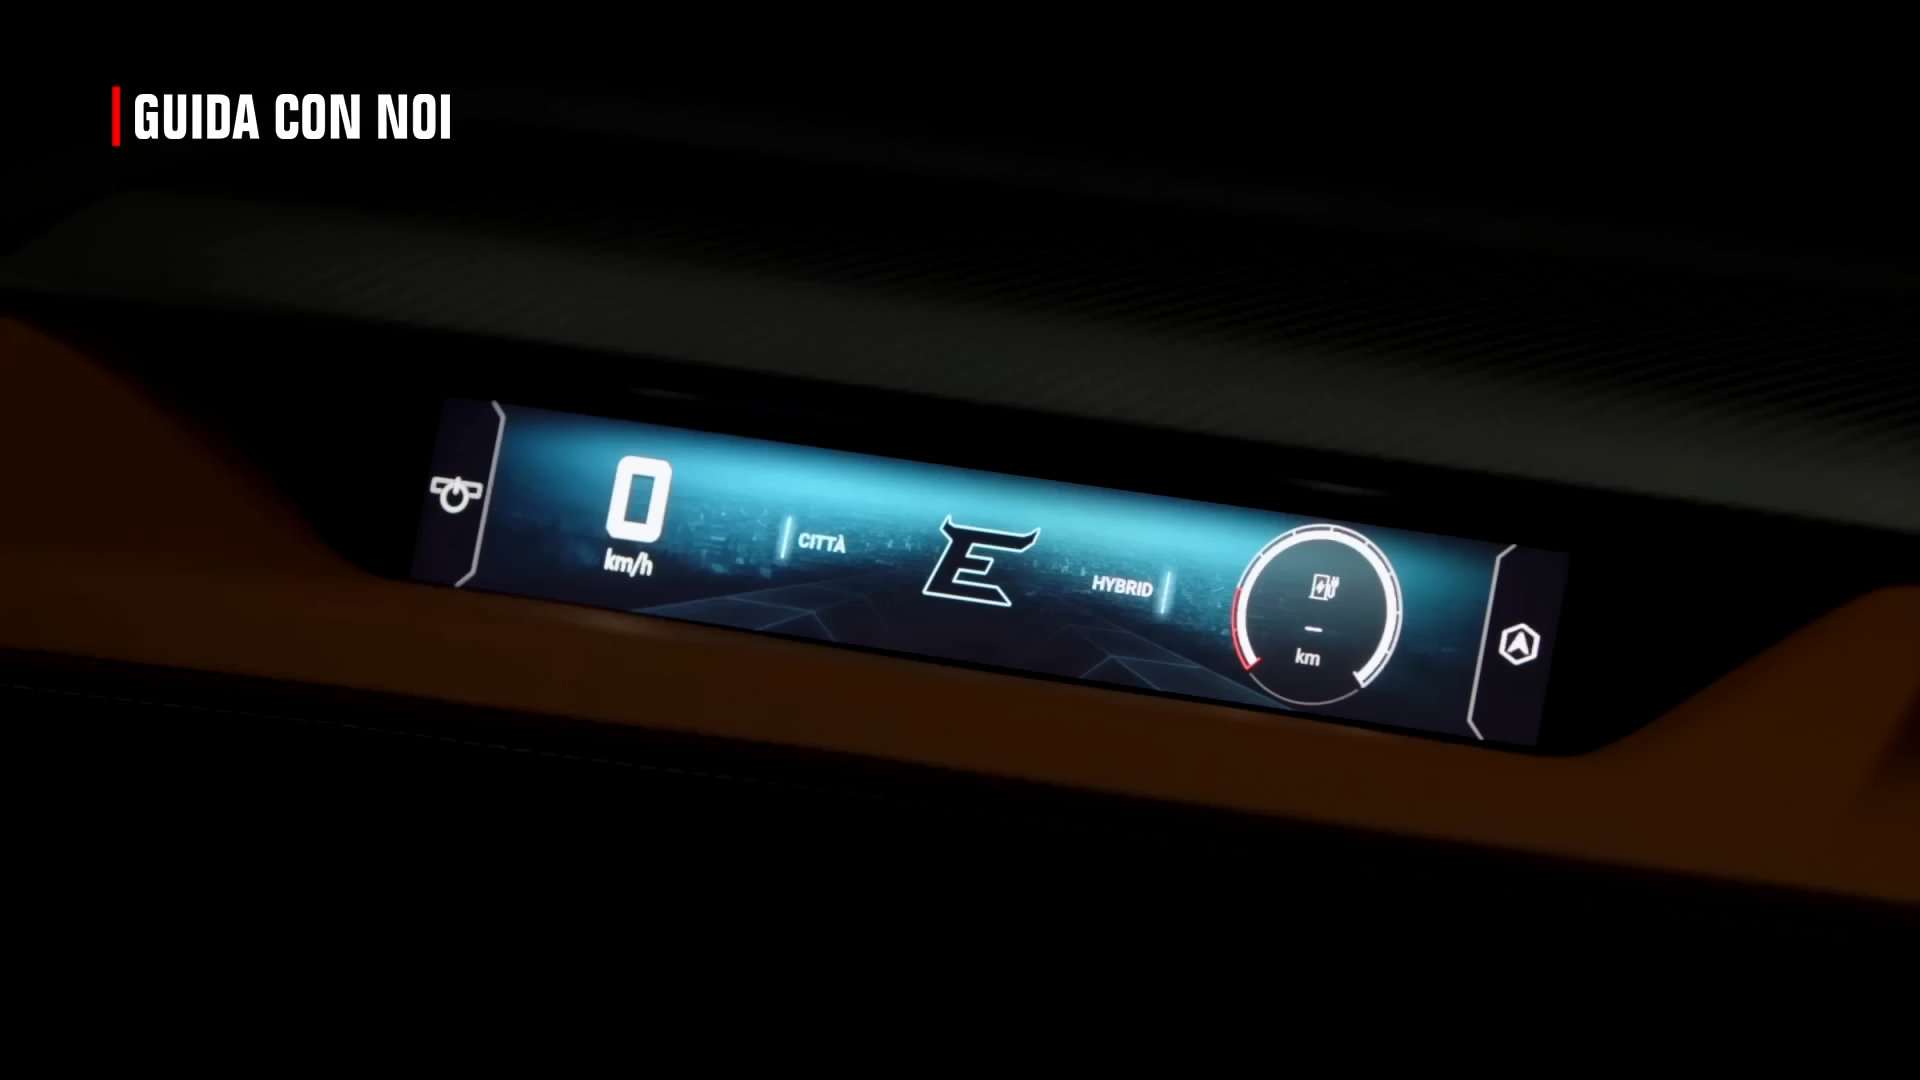 GUIDA CON NOI
0
km/h
CITTÀ
E
HYBRID
–
km